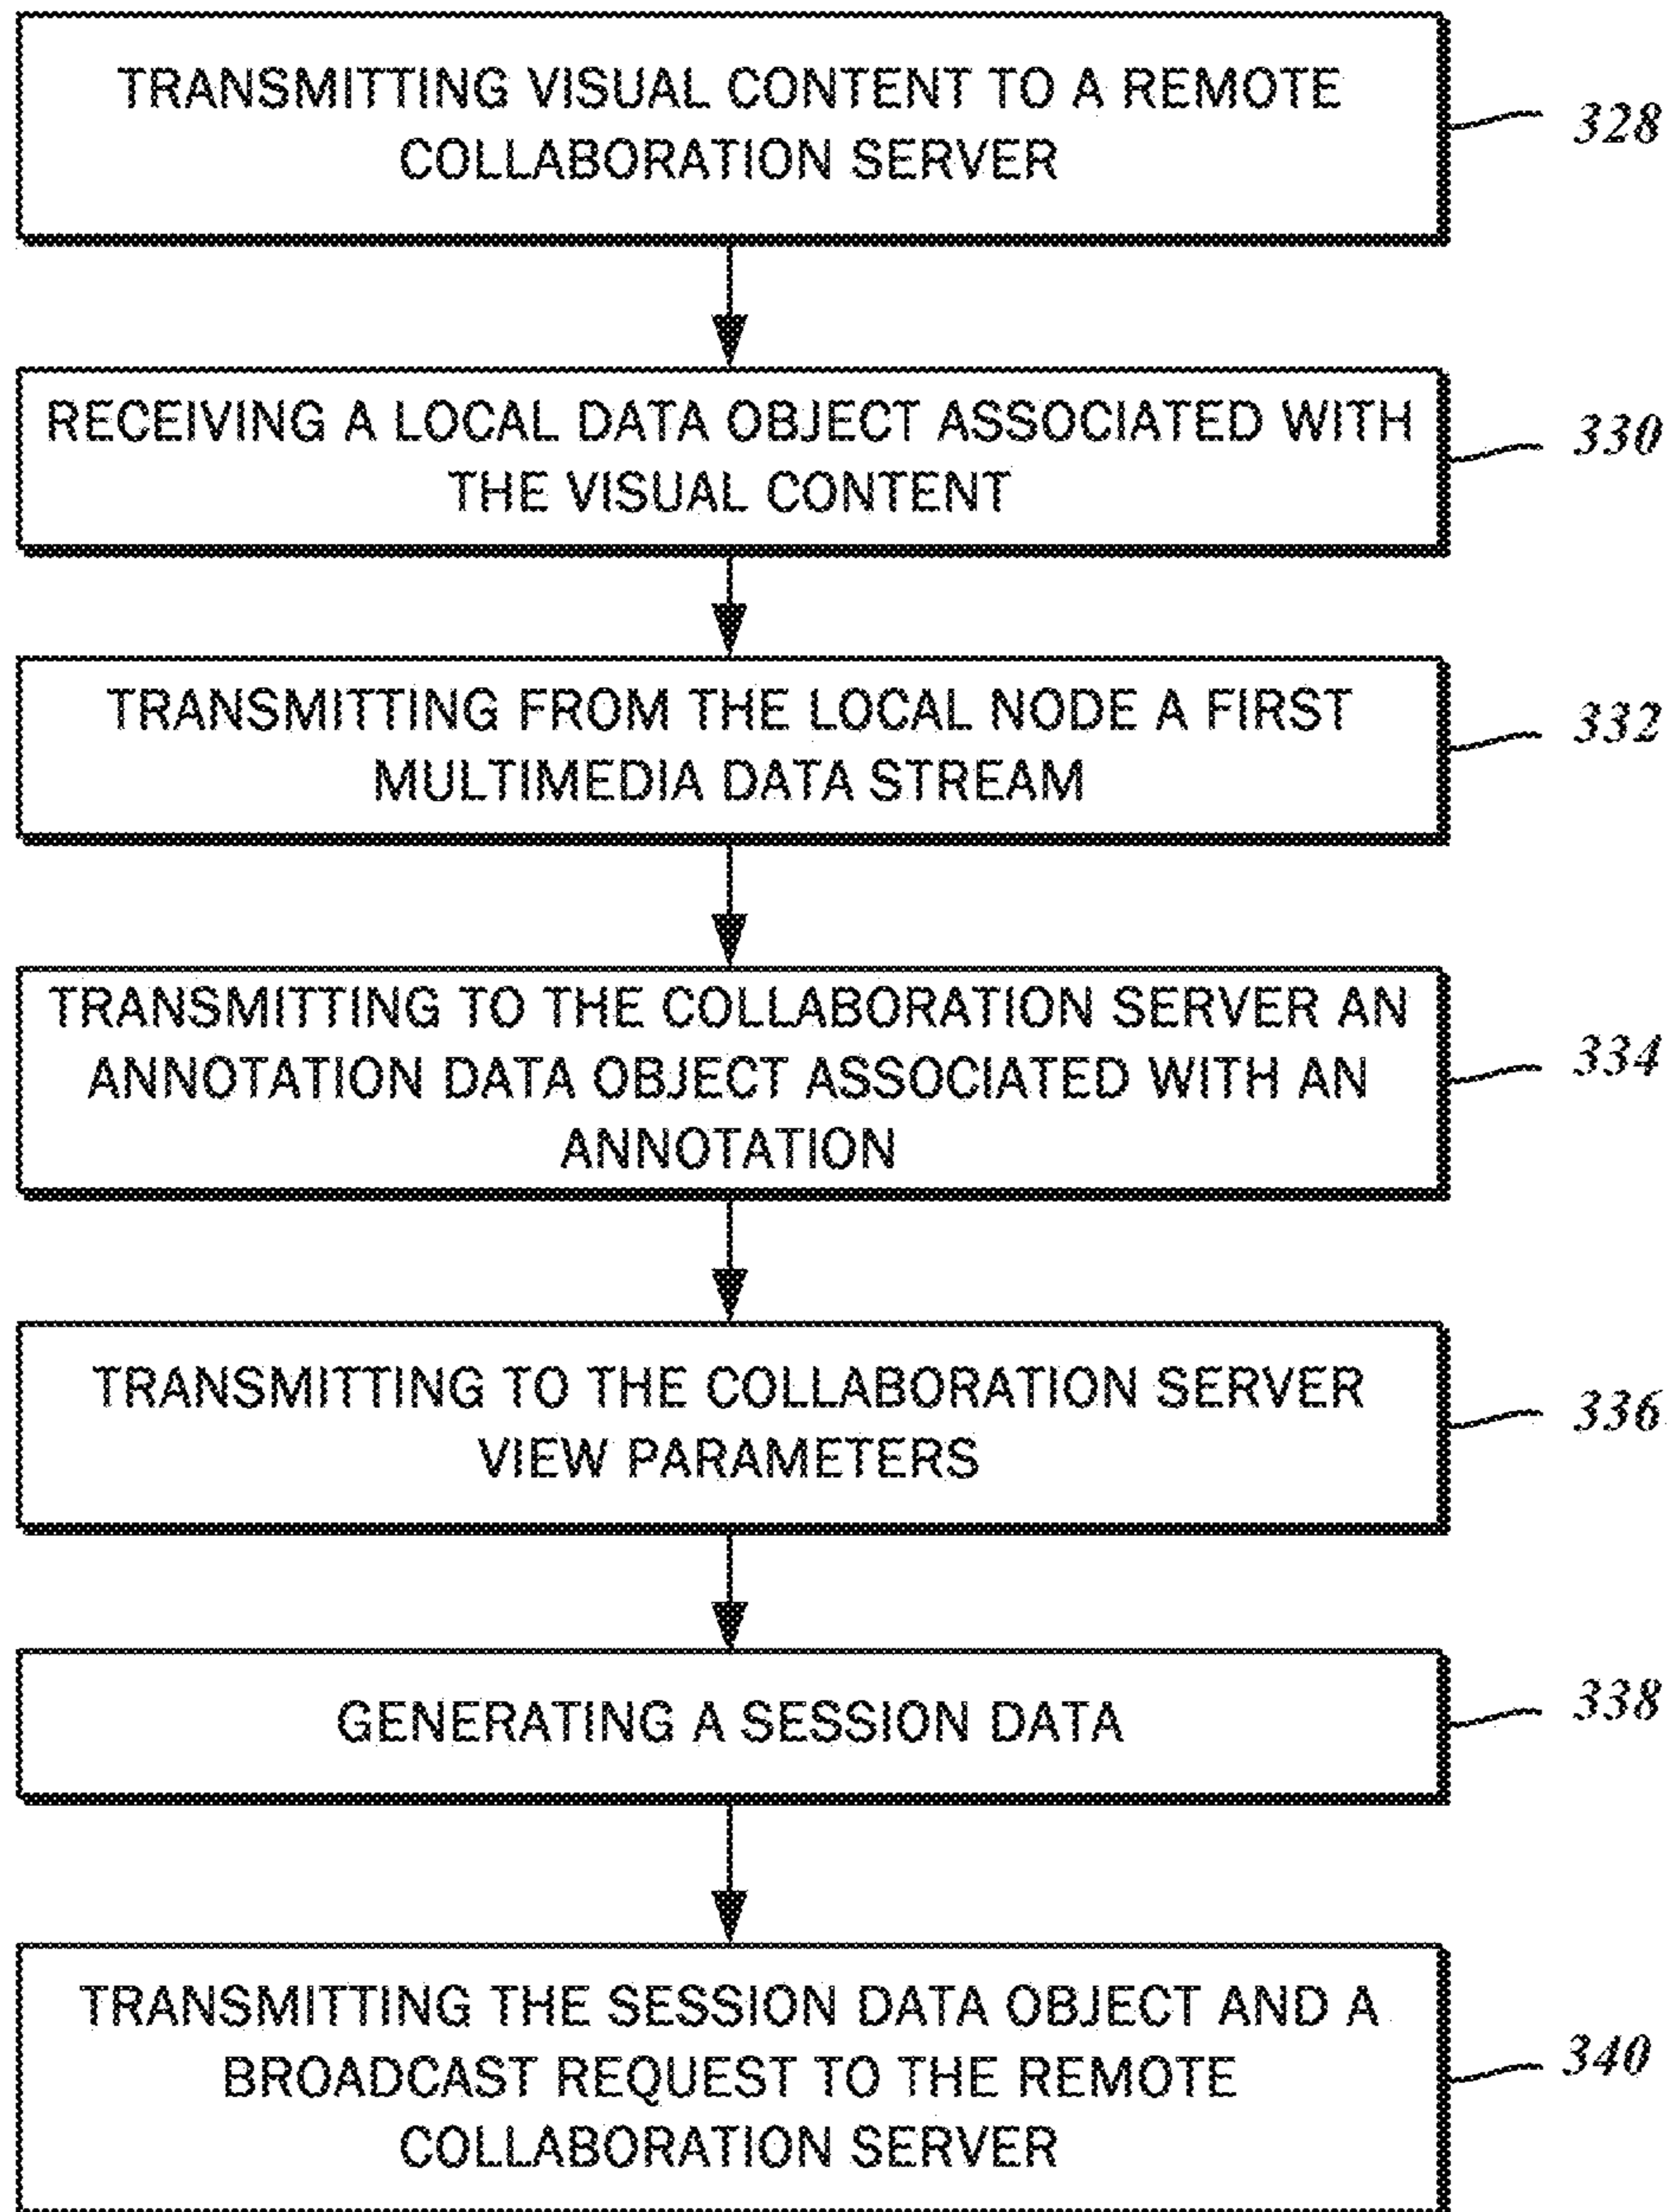 TRANSMITTING VISUAL CONTENT TO A REMOTE
COLLABORATION SERVER
328
RECEIVING A LOCAL DATA OBJECT ASSOCIATED WITH
THE VISUAL CONTENT
330
TRANSMITTING FROM THE LOCAL NODE A FIRST
MULTIMEDIA DATA STREAM
332
TRANSMITTING TO THE COLLABORATION SERVER AN
ANNOTATION DATA OBJECT ASSOCIATED WITH AN
ANNOTATION
334
TRANSMITTING TO THE COLLABORATION SERVER
VIEW PARAMETERS
336
GENERATING A SESSION DATA
338
TRANSMITTING THE SESSION DATA OBJECT AND A
BROADCAST REQUEST TO THE REMOTE
COLLABORATION SERVER
340